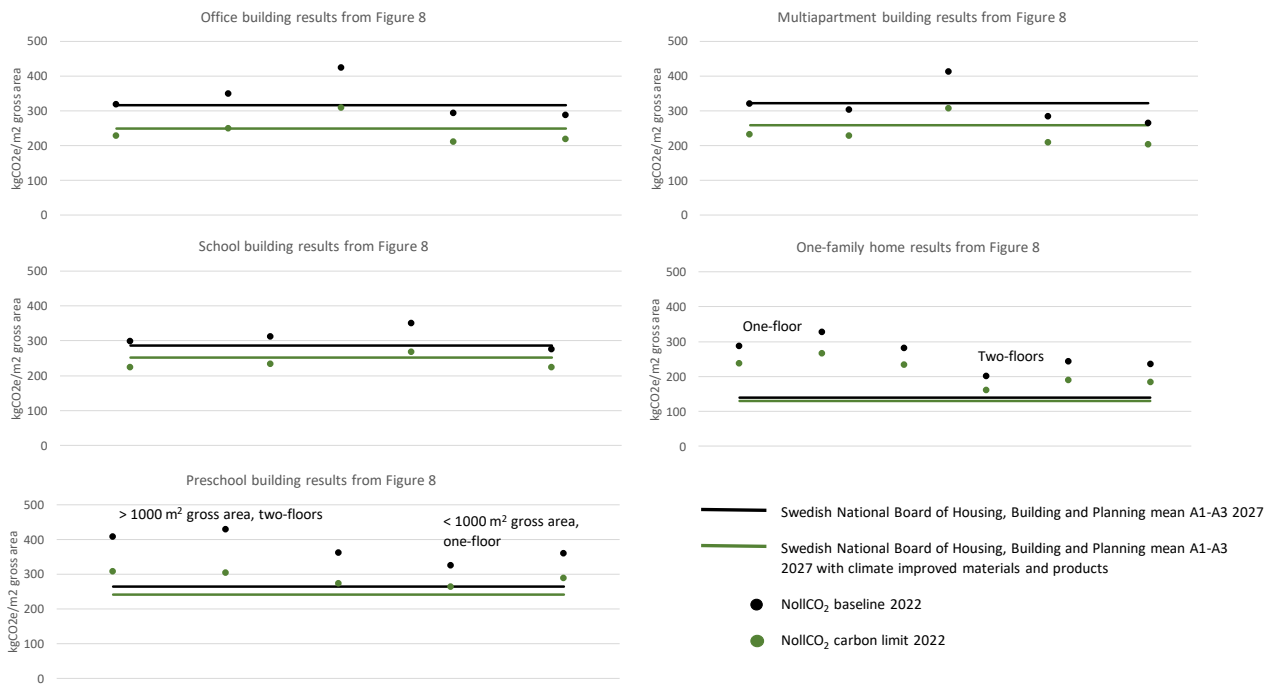 Office building results from Figure 8
kgCO2e/m2 gross area
500
400
300
200
100
0
Multiapartment building results from Figure 8
kgCO2e/m2 gross area
500
400
300
200
100
0
School building results from Figure 8
kgCO2e/m2 gross area
500
400
300
200
100
0
One-family home results from Figure 8
kgCO2e/m2 gross area
500
400
300
200
100
0
One-floor
Two-floors
Preschool building results from Figure 8
kgCO2e/m2 gross area
500
400
300
200
100
0
> 1000 m² gross area, two-floors
< 1000 m² gross area,
one-floor
Swedish National Board of Housing, Building and Planning mean A1-A3 2027
Swedish National Board of Housing, Building and Planning mean A1-A3
2027 with climate improved materials and products
NollCO₂ baseline 2022
NollCO₂ carbon limit 2022